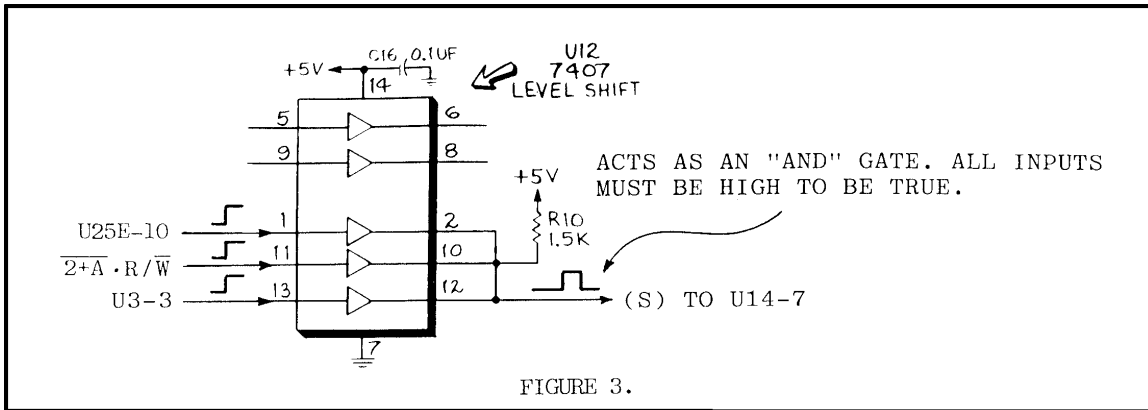 C16 0.1UF
+5V
14
U12
7407
LEVEL SHIFT
5
6
9
8
ACTS AS AN "AND" GATE. ALL INPUTS
MUST BE HIGH TO BE TRUE.
+5V
R10
1.5K
U25E-10
1
2
2+A · R/W
11
10
U3-3
13
12
(S) TO U14-7
7
FIGURE 3.